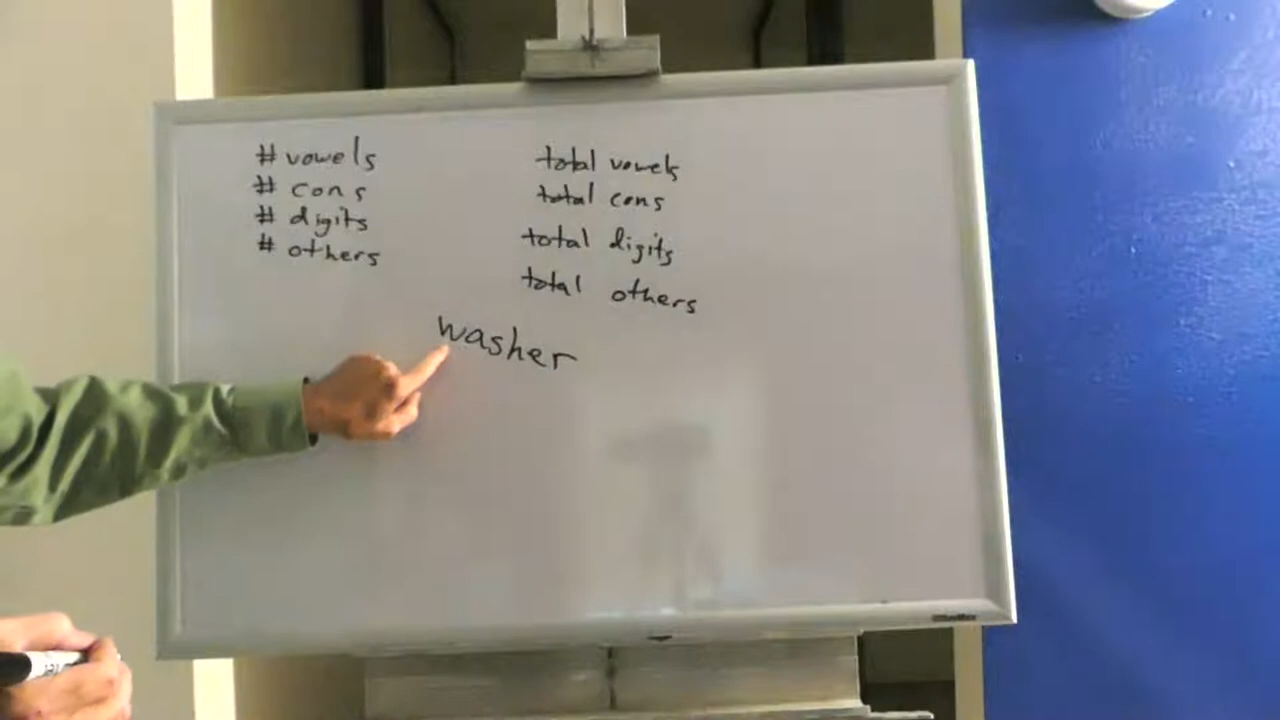 # vowels
# cons
# digits
# others
total vowels
total cons
total digits
total others
washer